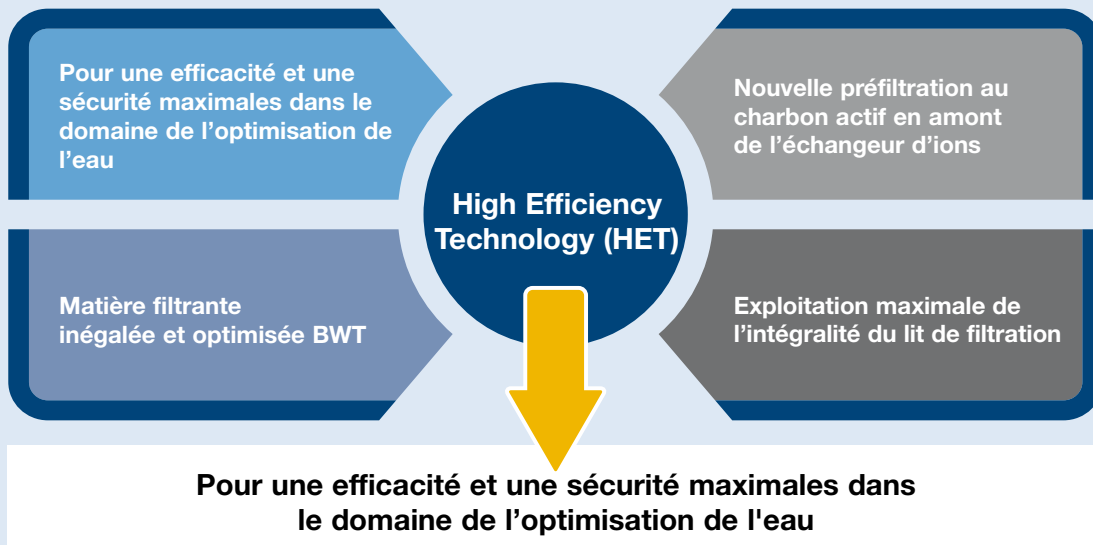 Pour une efficacité et une
sécurité maximales dans le
domaine de l’optimisation de
l’eau
Nouvelle préfiltration au
charbon actif en amont
de l’échangeur d’ions
High Efficiency
Technology (HET)
Matière filtrante
inégalée et optimisée BWT
Exploitation maximale de
l’intégralité du lit de filtration
Pour une efficacité et une sécurité maximales dans
le domaine de l’optimisation de l'eau